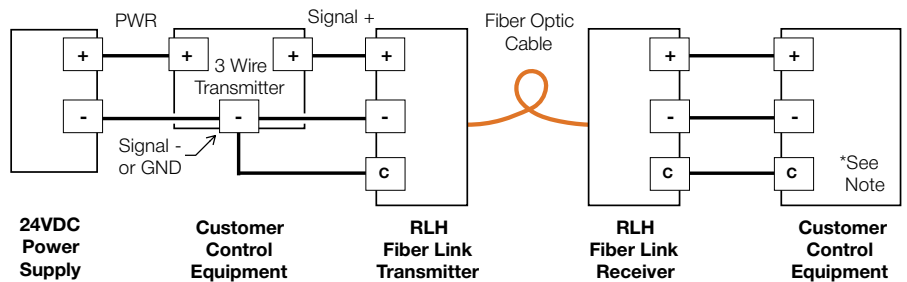 PWR
Signal +
Fiber Optic
Cable
+ + + + + +
3 Wire
Transmitter
- - - - -
Signal -
or GND
C C C
*See
Note
24VDC
Power
Supply
Customer
Control
Equipment
RLH
Fiber Link
Transmitter
RLH
Fiber Link
Receiver
Customer
Control
Equipment